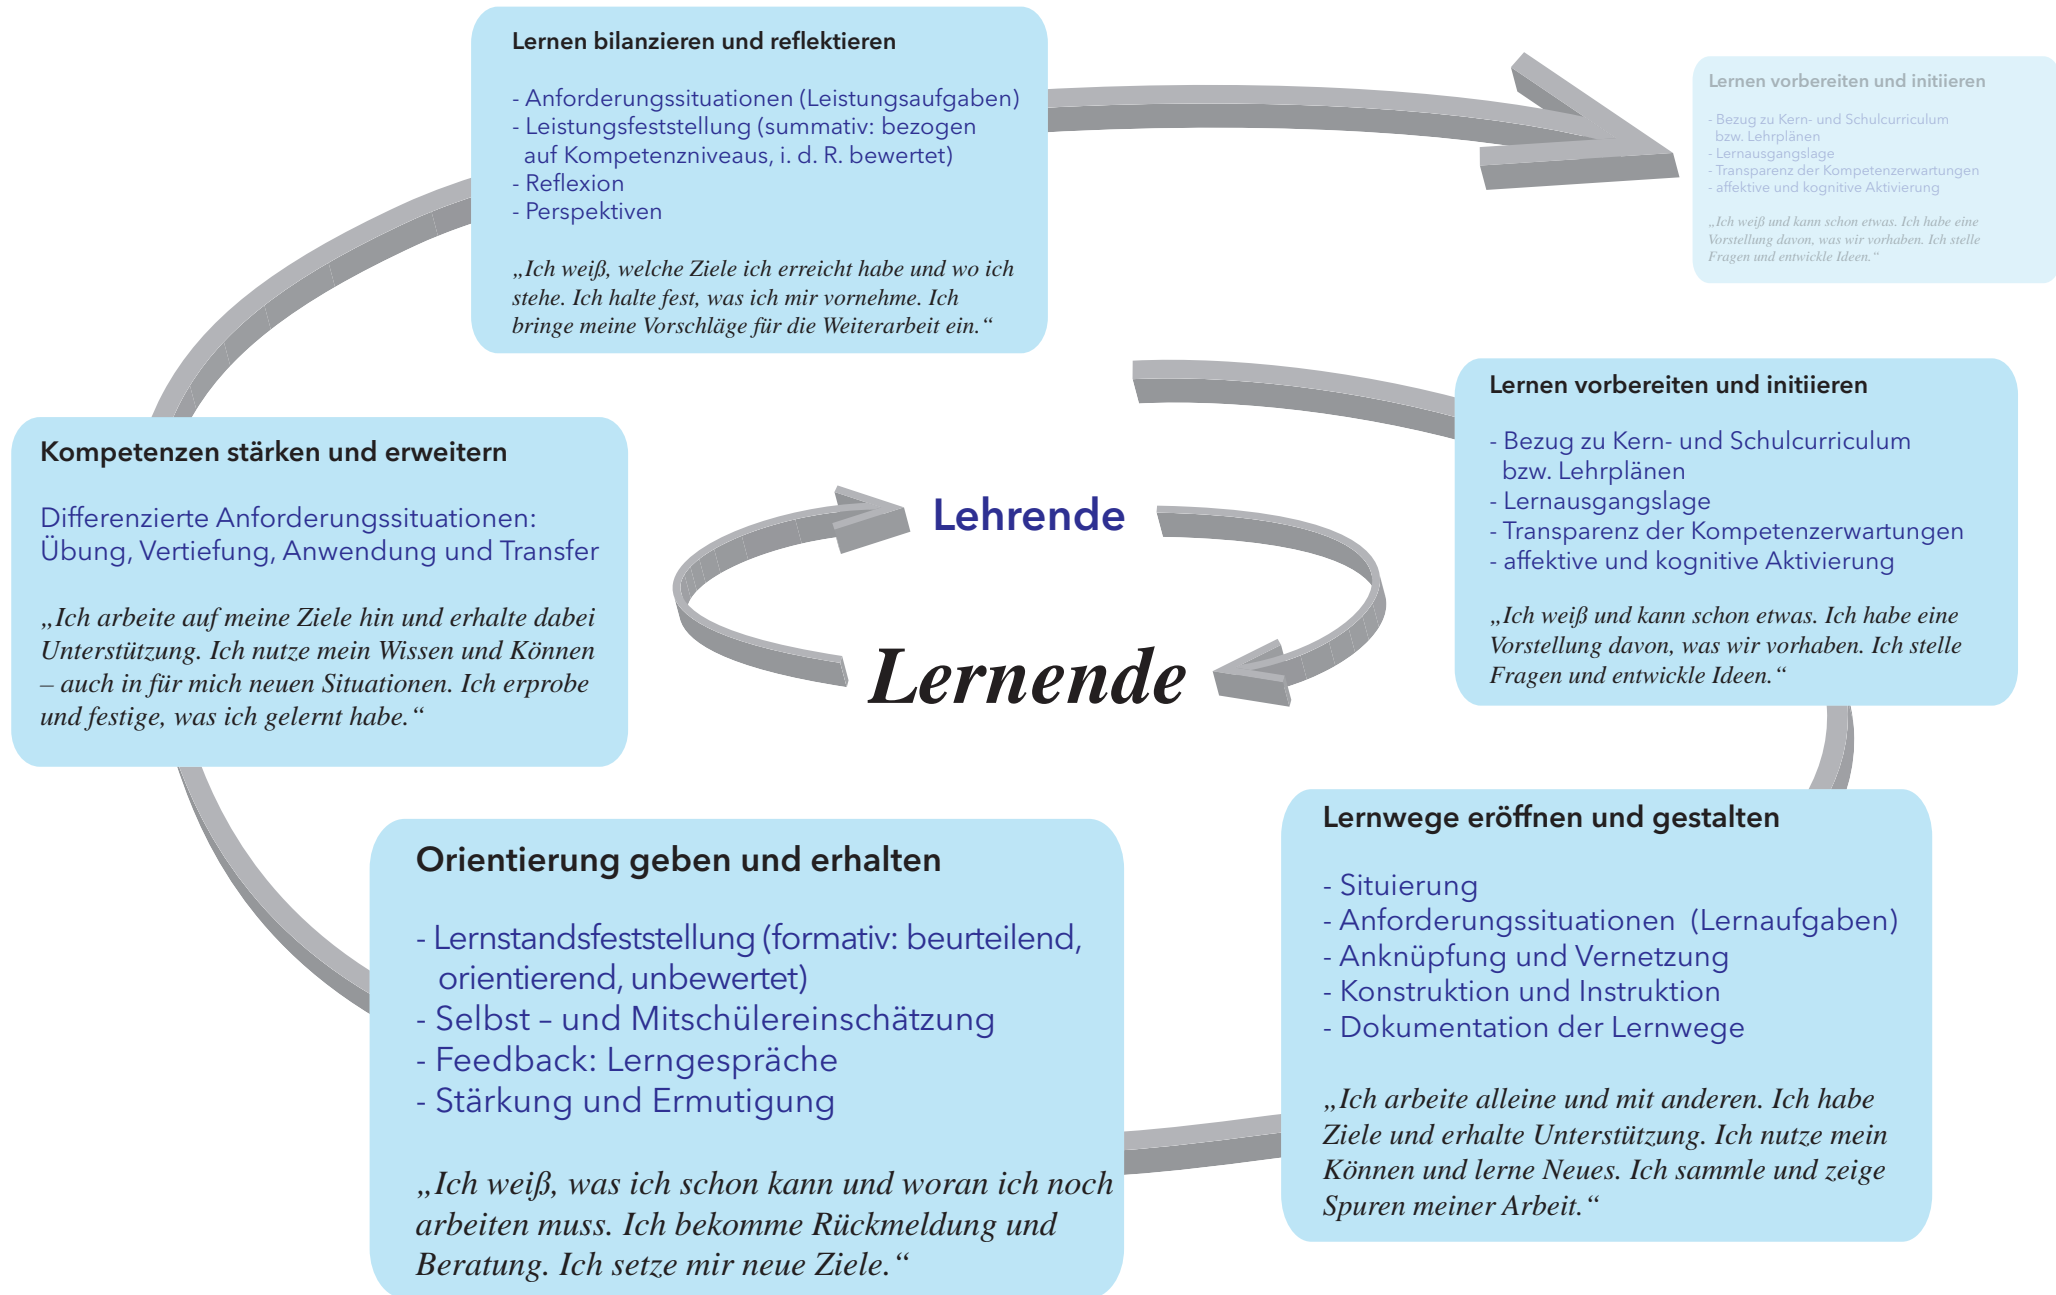 Lernen bilanzieren und reflektieren
- Anforderungssituationen (Leistungsaufgaben)
- Leistungsfeststellung (summativ: bezogen
auf Kompetenzniveaus, i. d. R. bewertet)
- Reflexion
- Perspektiven
„Ich weiß, welche Ziele ich erreicht habe und wo ich
stehe. Ich halte fest, was ich mir vornehme. Ich
bringe meine Vorschläge für die Weiterarbeit ein.“
Lernen vorbereiten und initiieren
- Bezug zu Kern- und Schulcurriculum
bzw. Lehrplänen
- Lernausgangslage
- Transparenz der Kompetenzerwartungen
- affektive und kognitive Aktivierung
„Ich weiß und kann schon etwas. Ich habe eine
Vorstellung davon, was wir vorhaben. Ich stelle
Fragen und entwickle Ideen.“
Lernen vorbereiten und initiieren
- Bezug zu Kern- und Schulcurriculum
bzw. Lehrplänen
- Lernausgangslage
- Transparenz der Kompetenzerwartungen
- affektive und kognitive Aktivierung
„Ich weiß und kann schon etwas. Ich habe eine
Vorstellung davon, was wir vorhaben. Ich stelle
Fragen und entwickle Ideen.“
Kompetenzen stärken und erweitern
Differenzierte Anforderungssituationen:
Übung, Vertiefung, Anwendung und Transfer
„Ich arbeite auf meine Ziele hin und erhalte dabei
Unterstützung. Ich nutze mein Wissen und Können
– auch in für mich neuen Situationen. Ich erprobe
und festige, was ich gelernt habe.“
Lehrende
Lernende
Orientierung geben und erhalten
- Lernstandsfeststellung (formativ: beurteilend,
orientierend, unbewertet)
- Selbst – und Mitschülereinschätzung
- Feedback: Lerngespräche
- Stärkung und Ermutigung
„Ich weiß, was ich schon kann und woran ich noch
arbeiten muss. Ich bekomme Rückmeldung und
Beratung. Ich setze mir neue Ziele.“
Lernwege eröffnen und gestalten
- Situierung
- Anforderungssituationen  (Lernaufgaben)
- Anknüpfung und Vernetzung
- Konstruktion und Instruktion
- Dokumentation der Lernwege
„Ich arbeite alleine und mit anderen. Ich habe
Ziele und erhalte Unterstützung. Ich nutze mein
Können und lerne Neues. Ich sammle und zeige
Spuren meiner Arbeit.“